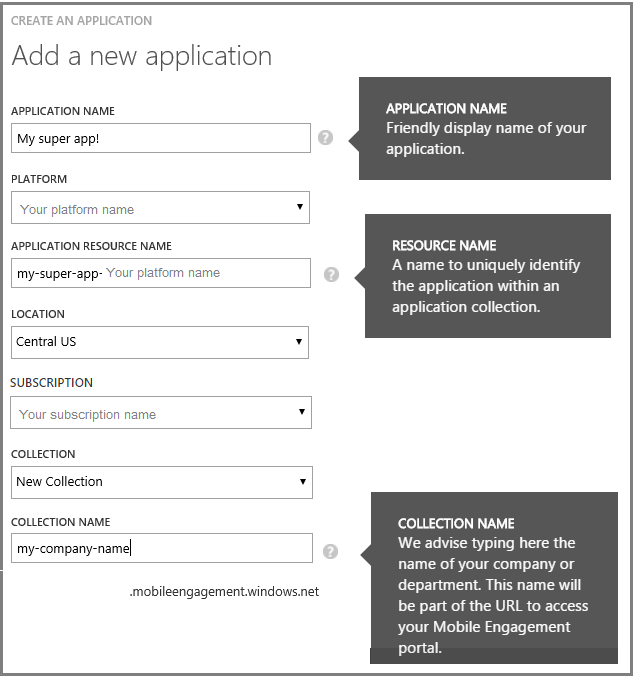 CREATE AN APPLICATION
Add a new application
APPLICATION NAME
My super app!
?
APPLICATION NAME
Friendly display name of your
application.
PLATFORM
Your platform name
APPLICATION RESOURCE NAME
my-super-app- Your platform name
?
RESOURCE NAME
A name to uniquely identify
the application within an
application collection.
LOCATION
Central US
SUBSCRIPTION
Your subscription name
COLLECTION
New Collection
COLLECTION NAME
my-company-name
?
.mobileengagement.windows.net
COLLECTION NAME
We advise typing here the
name of your company or
department. This name will
be part of the URL to access
your Mobile Engagement
portal.